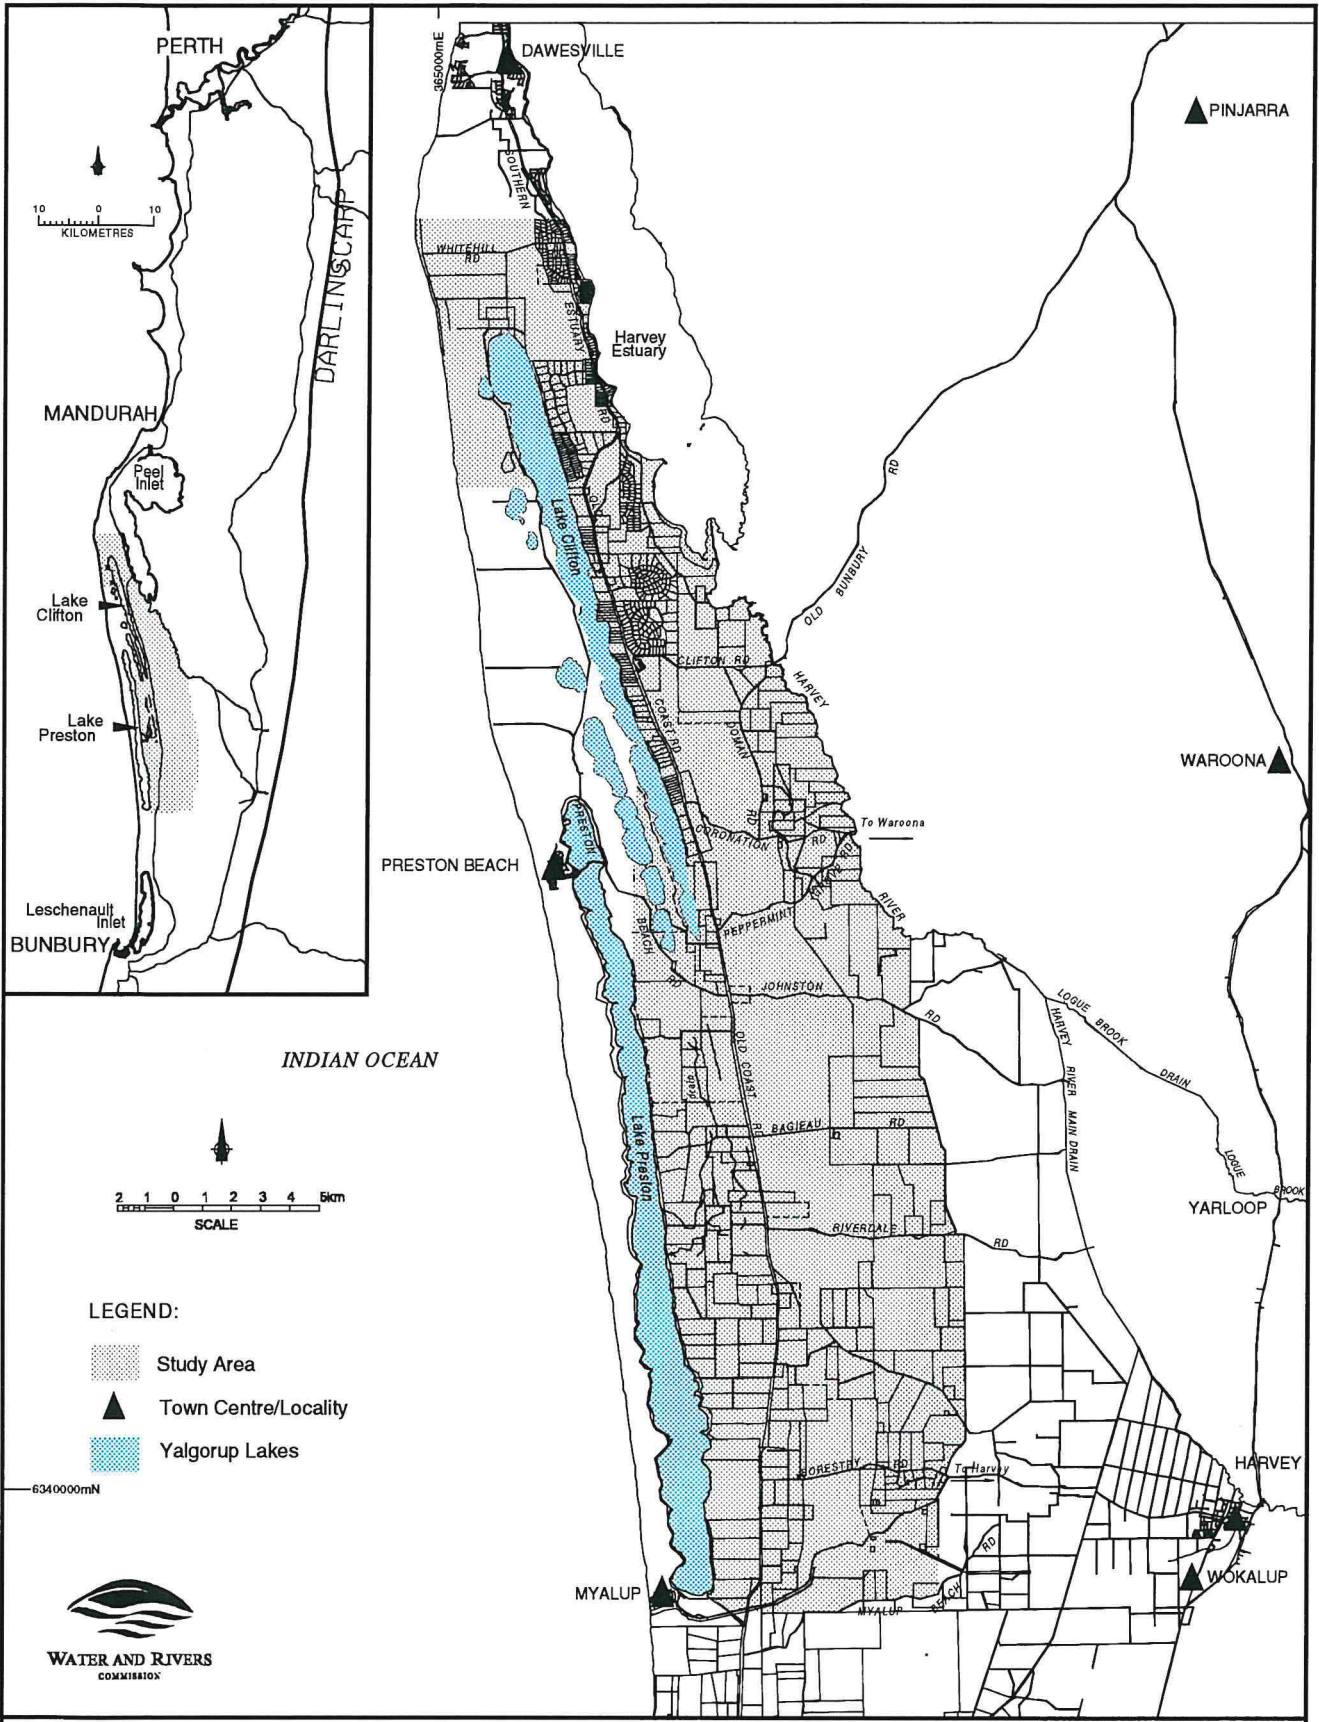 PERTH
10 0 10
KILOMETRES
DARLING SCARP
MANDURAH
Peel
Inlet
Lake
Clifton
Lake
Preston
Leschenault
Inlet
BUNBURY
365000mE
DAWESVILLE
PINJARRA
SOUTHERN
WHITEHILL
RD
ESTUARY
RD
Harvey
Estuary
Lake Clifton
OLD
COAST RD
RD
OLD BUNBURY
CLIFTON RD
HARVEY
DOMAN
RD
WAROONA
To Waroona
CORONATION
RD
PRESTON
PRESTON BEACH
RD
RIVER
PEPPERMINT
BEACH
RD
JOHNSTON
RD
LOGUE BROOK
DRAIN
HARVEY RIVER MAIN DRAIN
INDIAN OCEAN
OLD COAST
RD
drain
Lake Preston
BAGIEAU
RD
LOGUE
BROOK
YARLOOP
RIVERDALE
RD
2 1 0 1 2 3 4 5km
SCALE
LEGEND:
Study Area
Town Centre/Locality
Yalgorup Lakes
6340000mN
FORESTRY RD
To Harvey
HARVEY
RD
WOKALUP
MYALUP
MYALUP BEACH
WATER AND RIVERS
COMMISSION